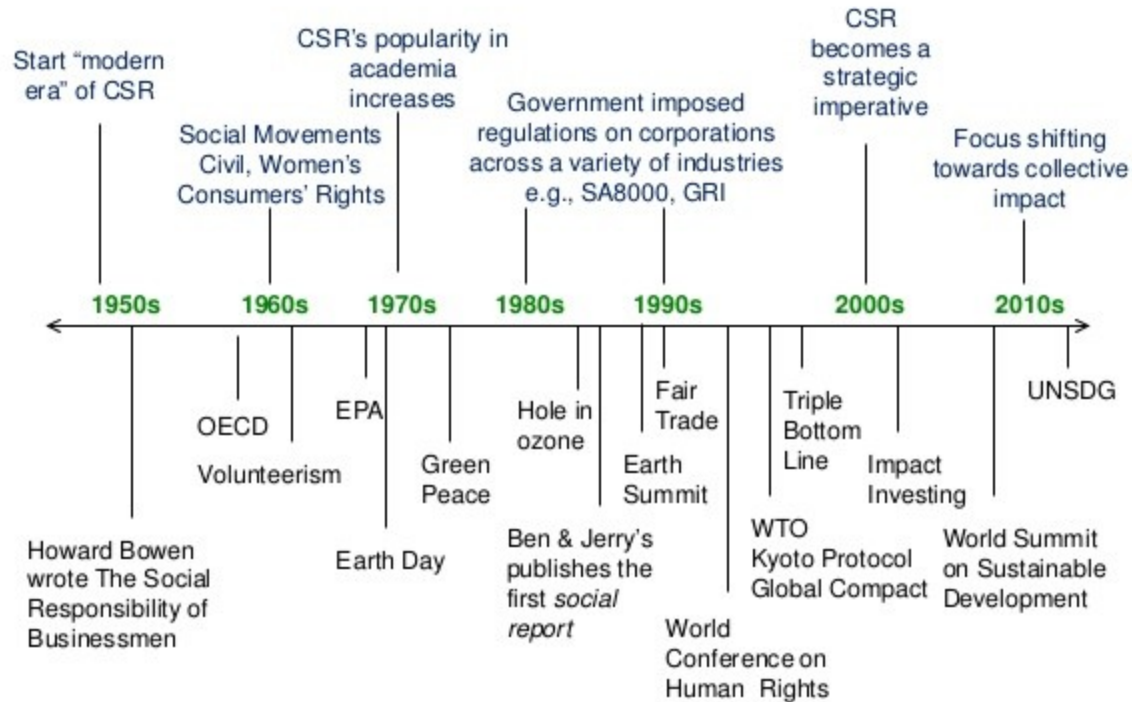 Start “modern
era” of CSR
Social Movements
Civil, Women’s
Consumers’ Rights
CSR’s popularity in
academia
increases
Government imposed
regulations on corporations
across a variety of industries
e.g., SA8000, GRI
CSR
becomes a
strategic
imperative
Focus shifting
towards collective
impact
1950s
1960s
1970s
1980s
1990s
2000s
2010s
Howard Bowen
wrote The Social
Responsibility of
Businessmen
OECD
Volunteerism
EPA
Earth Day
Green
Peace
Hole in
ozone
Ben & Jerry’s
publishes the
first social
report
Earth
Summit
Fair
Trade
World
Conference on
Human Rights
WTO
Kyoto Protocol
Global Compact
Triple
Bottom
Line
Impact
Investing
World Summit
on Sustainable
Development
UNSDG